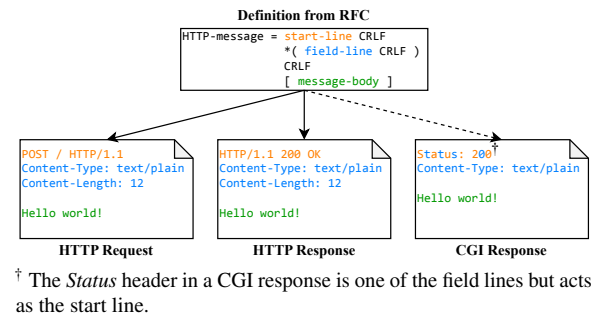 Definition from RFC
HTTP-message = start-line CRLF
*( field-line CRLF )
CRLF
[ message-body ]
POST / HTTP/1.1
Content-Type: text/plain
Content-Length: 12
Hello world!
HTTP Request
HTTP/1.1 200 OK
Content-Type: text/plain
Content-Length: 12
Hello world!
HTTP Response
Status: 200†
Content-Type: text/plain
Hello world!
CGI Response
† The Status header in a CGI response is one of the field lines but acts
as the start line.